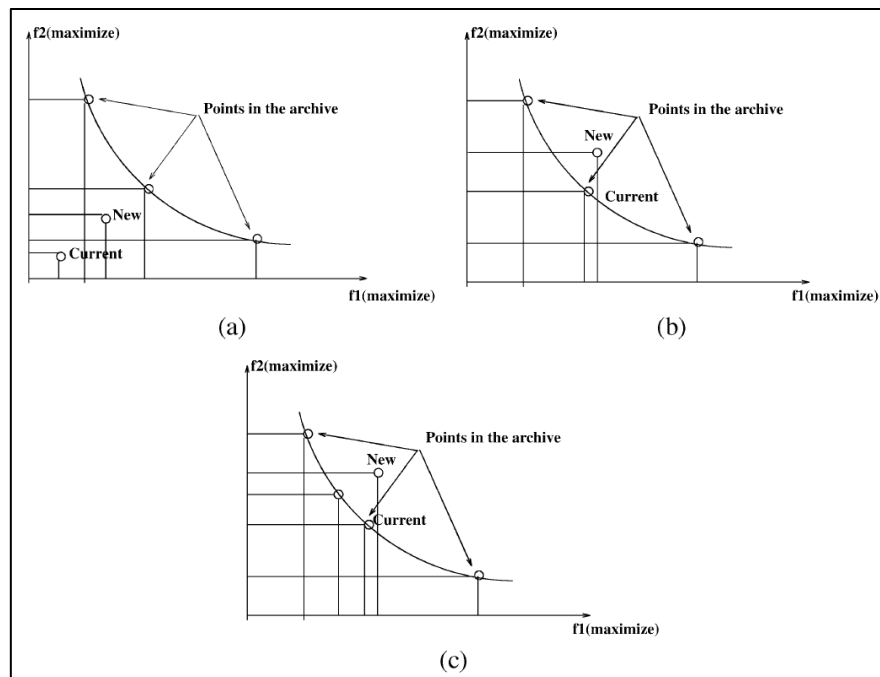 f2(maximize)
Points in the archive
New
Current
f1(maximize)
(a)
f2(maximize)
Points in the archive
New
Current
f1(maximize)
(b)
f2(maximize)
Points in the archive
New
Current
f1(maximize)
(c)